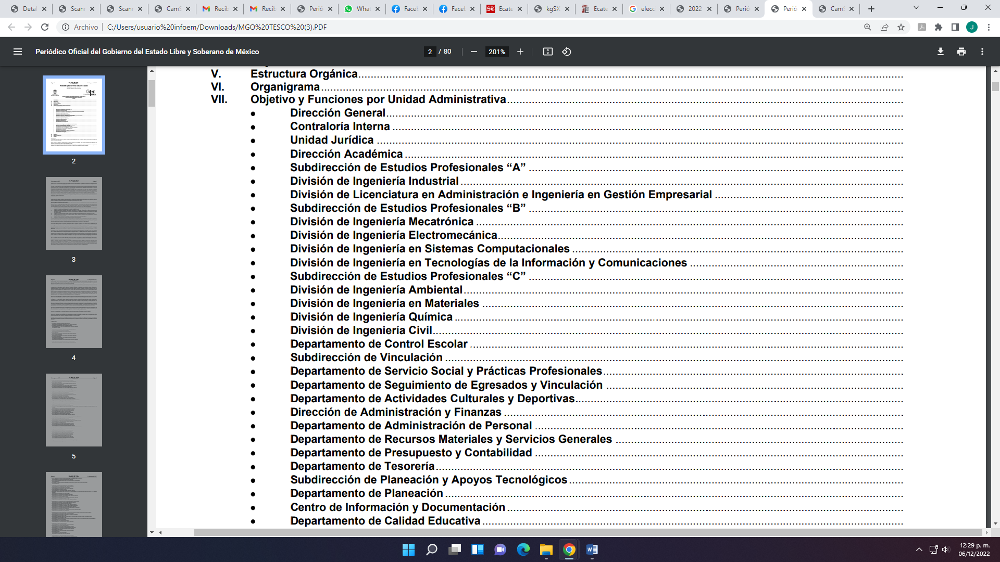 Detal
Scann
Scann
CamS
Recib
Recib
Perió
What
Faceb
Faceb
Ecate
kgSX
Ecate
elecc
2022
Perió
Perió
CamS
Archivo
C:/Users/usuario%20infoem/Downloads/MGO%20TESCO%20(3).PDF
J
Periódico Oficial del Gobierno del Estado Libre y Soberano de México
2 / 80
201%
V. Estructura Orgánica
VI. Organigrama
VII. Objetivo y Funciones por Unidad Administrativa
• Dirección General
• Contraloría Interna
• Unidad Jurídica
• Dirección Académica
• Subdirección de Estudios Profesionales “A”
• División de Ingeniería Industrial
• División de Licenciatura en Administración e Ingeniería en Gestión Empresarial
• Subdirección de Estudios Profesionales “B”
• División de Ingeniería Mecatrónica
• División de Ingeniería Electromecánica
• División de Ingeniería en Sistemas Computacionales
• División de Ingeniería en Tecnologías de la Información y Comunicaciones
• Subdirección de Estudios Profesionales “C”
• División de Ingeniería Ambiental
• División de Ingeniería en Materiales
• División de Ingeniería Química
• División de Ingeniería Civil
• Departamento de Control Escolar
• Subdirección de Vinculación
• Departamento de Servicio Social y Prácticas Profesionales
• Departamento de Seguimiento de Egresados y Vinculación
• Departamento de Actividades Culturales y Deportivas
• Dirección de Administración y Finanzas
• Departamento de Administración de Personal
• Departamento de Recursos Materiales y Servicios Generales
• Departamento de Presupuesto y Contabilidad
• Departamento de Tesorería
• Subdirección de Planeación y Apoyos Tecnológicos
• Departamento de Planeación
• Centro de Información y Documentación
• Departamento de Calidad Educativa
2
3
4
5
12:29 p. m.
06/12/2022